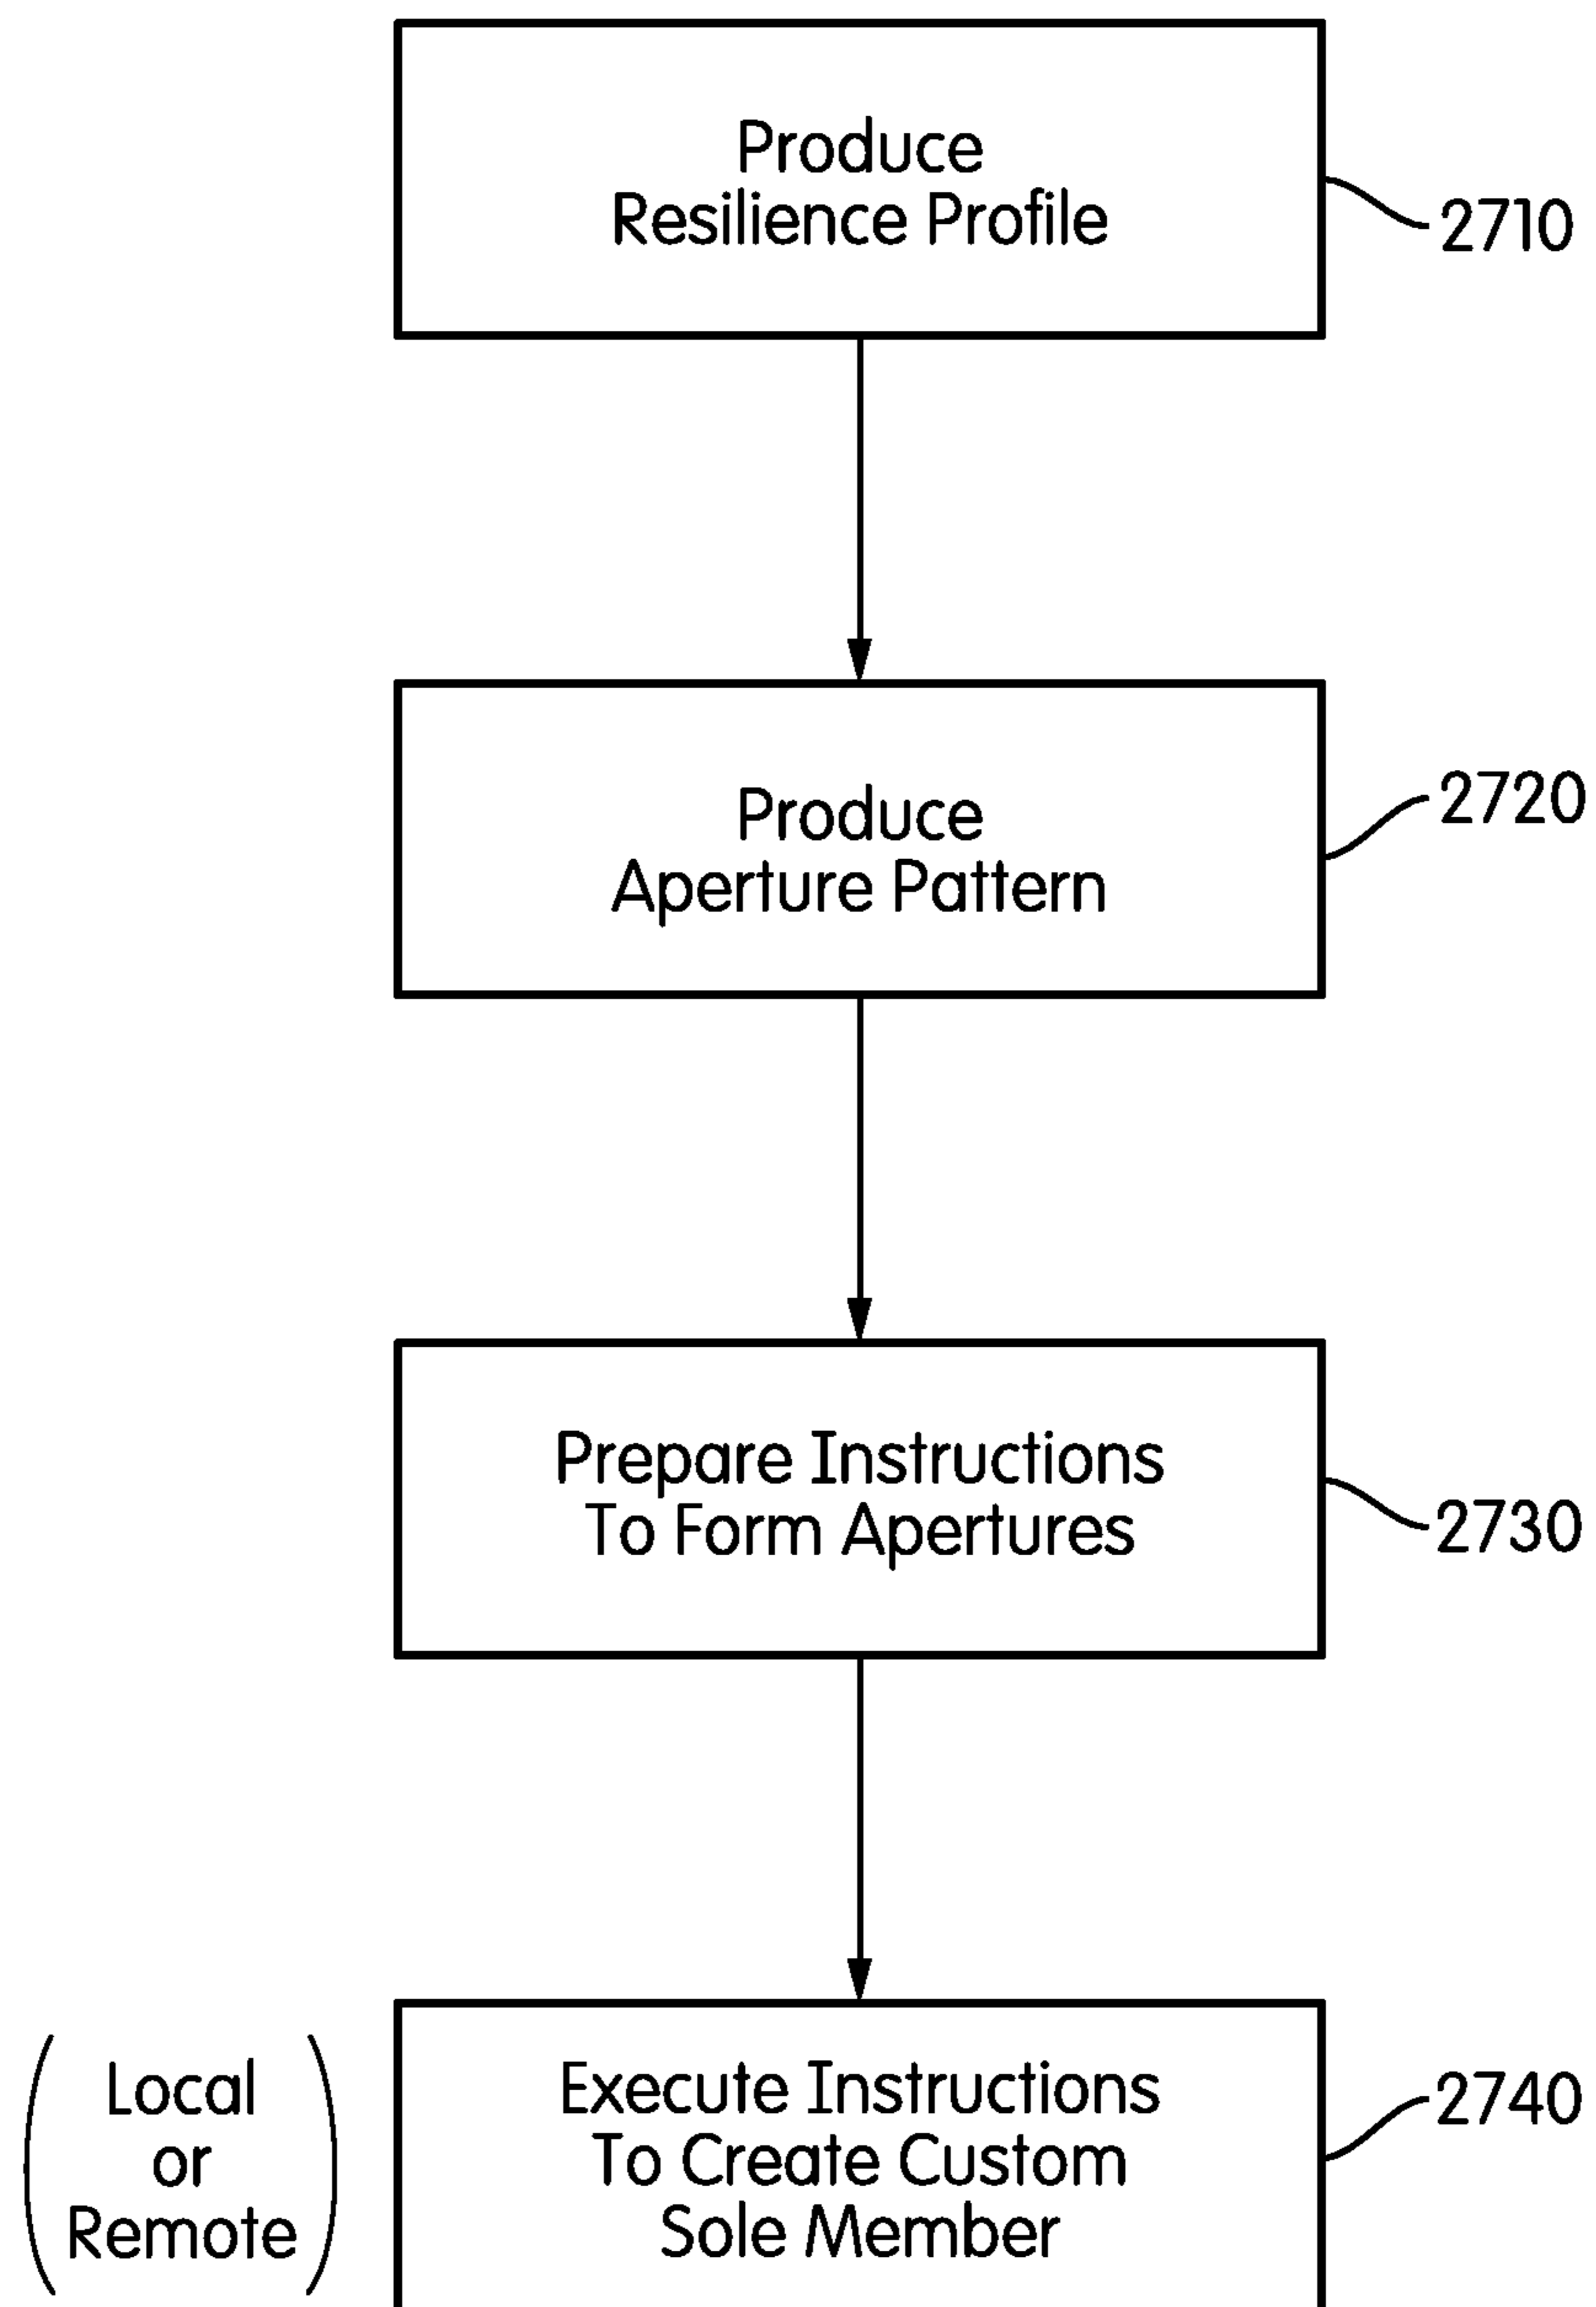 Produce
Resilience Profile
2710
Produce
Aperture Pattern
2720
Prepare Instructions
To Form Apertures
2730
Local
or
Remote
Execute Instructions
To Create Custom
Sole Member
2740